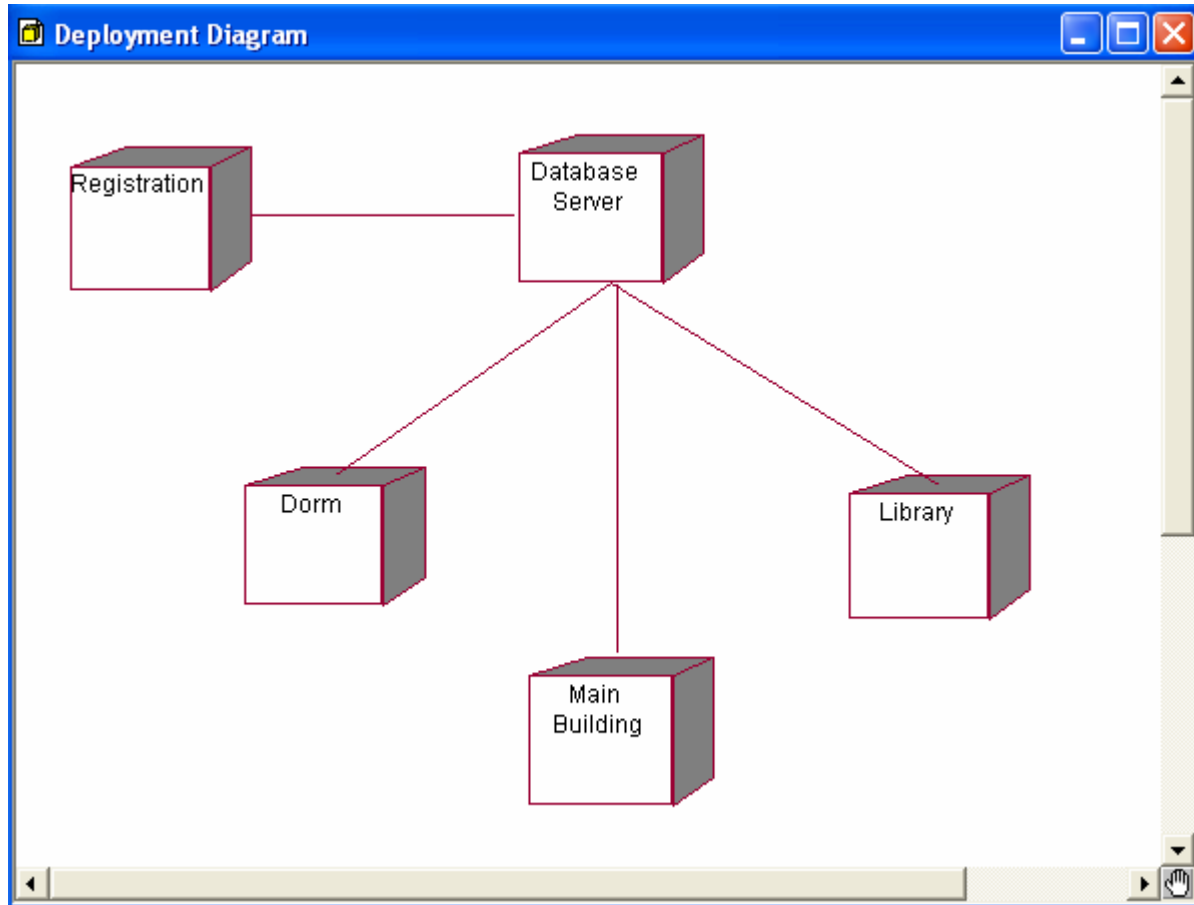 Deployment Diagram
Registration
Database
Server
Dorm
Library
Main
Building